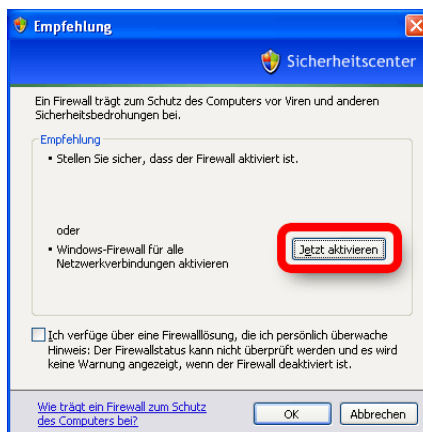 Empfehlung
Sicherheitscenter
Ein Firewall trägt zum Schutz des Computers vor Viren und anderen
Sicherheitsbedrohungen bei.
Empfehlung
• Stellen Sie sicher, dass der Firewall aktiviert ist.
oder
• Windows-Firewall für alle
Netzwerkverbindungen aktivieren
Jetzt aktivieren
Ich verfüge über eine Firewalllösung, die ich persönlich überwache
Hinweis: Der Firewallstatus kann nicht überprüft werden und es wird
keine Warnung angezeigt, wenn der Firewall deaktiviert ist.
Wie trägt ein Firewall zum Schutz
des Computers bei?
OK
Abbrechen